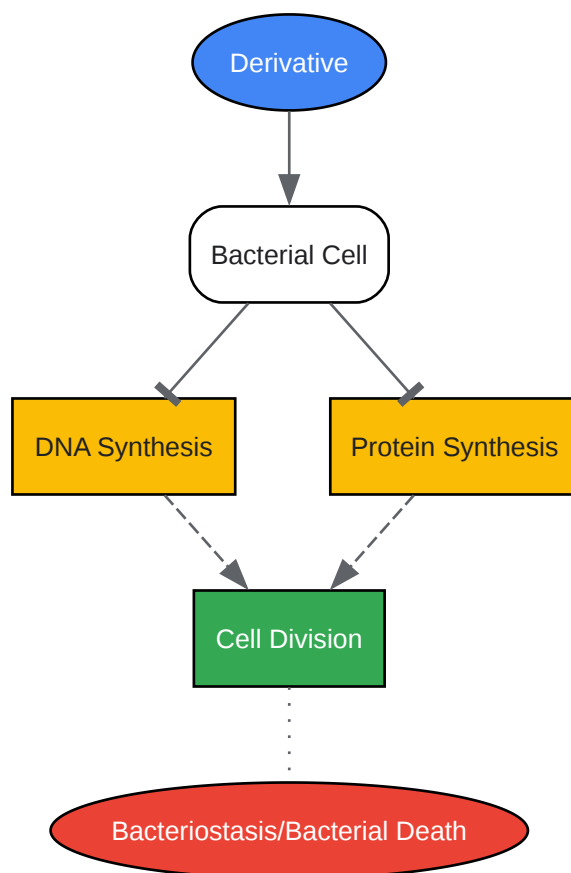 Derivative
Bacterial Cell
DNA Synthesis
Protein Synthesis
Cell Division
Bacteriostasis/Bacterial Death